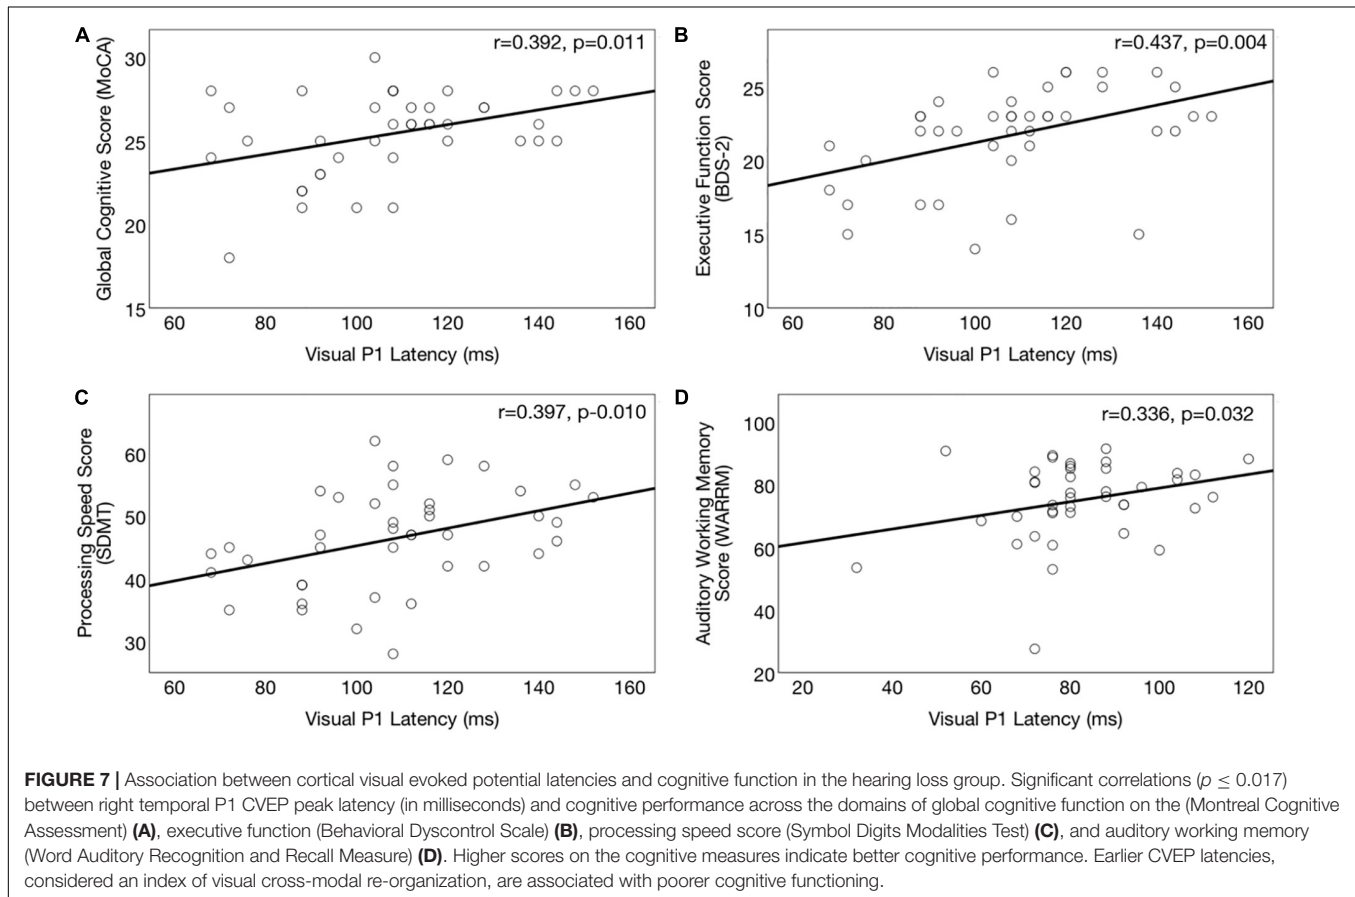 A
r=0.392, p=0.011
Global Cognitive Score (MoCA)
30
25
20
15
60 80 100 120 140 160
Visual P1 Latency (ms)
B
r=0.437, p=0.004
Executive Function Score
(BDS-2)
25
20
15
10
60 80 100 120 140 160
Visual P1 Latency (ms)
C
r=0.397, p-0.010
Processing Speed Score
(SDMT)
60
50
40
30
60 80 100 120 140 160
Visual P1 Latency (ms)
D
r=0.336, p=0.032
Auditory Working Memory
Score (WARRM)
100
80
60
40
20
20 40 60 80 100 120
Visual P1 Latency (ms)
FIGURE 7 | Association between cortical visual evoked potential latencies and cognitive function in the hearing loss group. Significant correlations (p ≤ 0.017)
between right temporal P1 CVEP peak latency (in milliseconds) and cognitive performance across the domains of global cognitive function on the (Montreal Cognitive
Assessment) (A), executive function (Behavioral Dyscontrol Scale) (B), processing speed score (Symbol Digits Modalities Test) (C), and auditory working memory
(Word Auditory Recognition and Recall Measure) (D). Higher scores on the cognitive measures indicate better cognitive performance. Earlier CVEP latencies,
considered an index of visual cross-modal re-organization, are associated with poorer cognitive functioning.